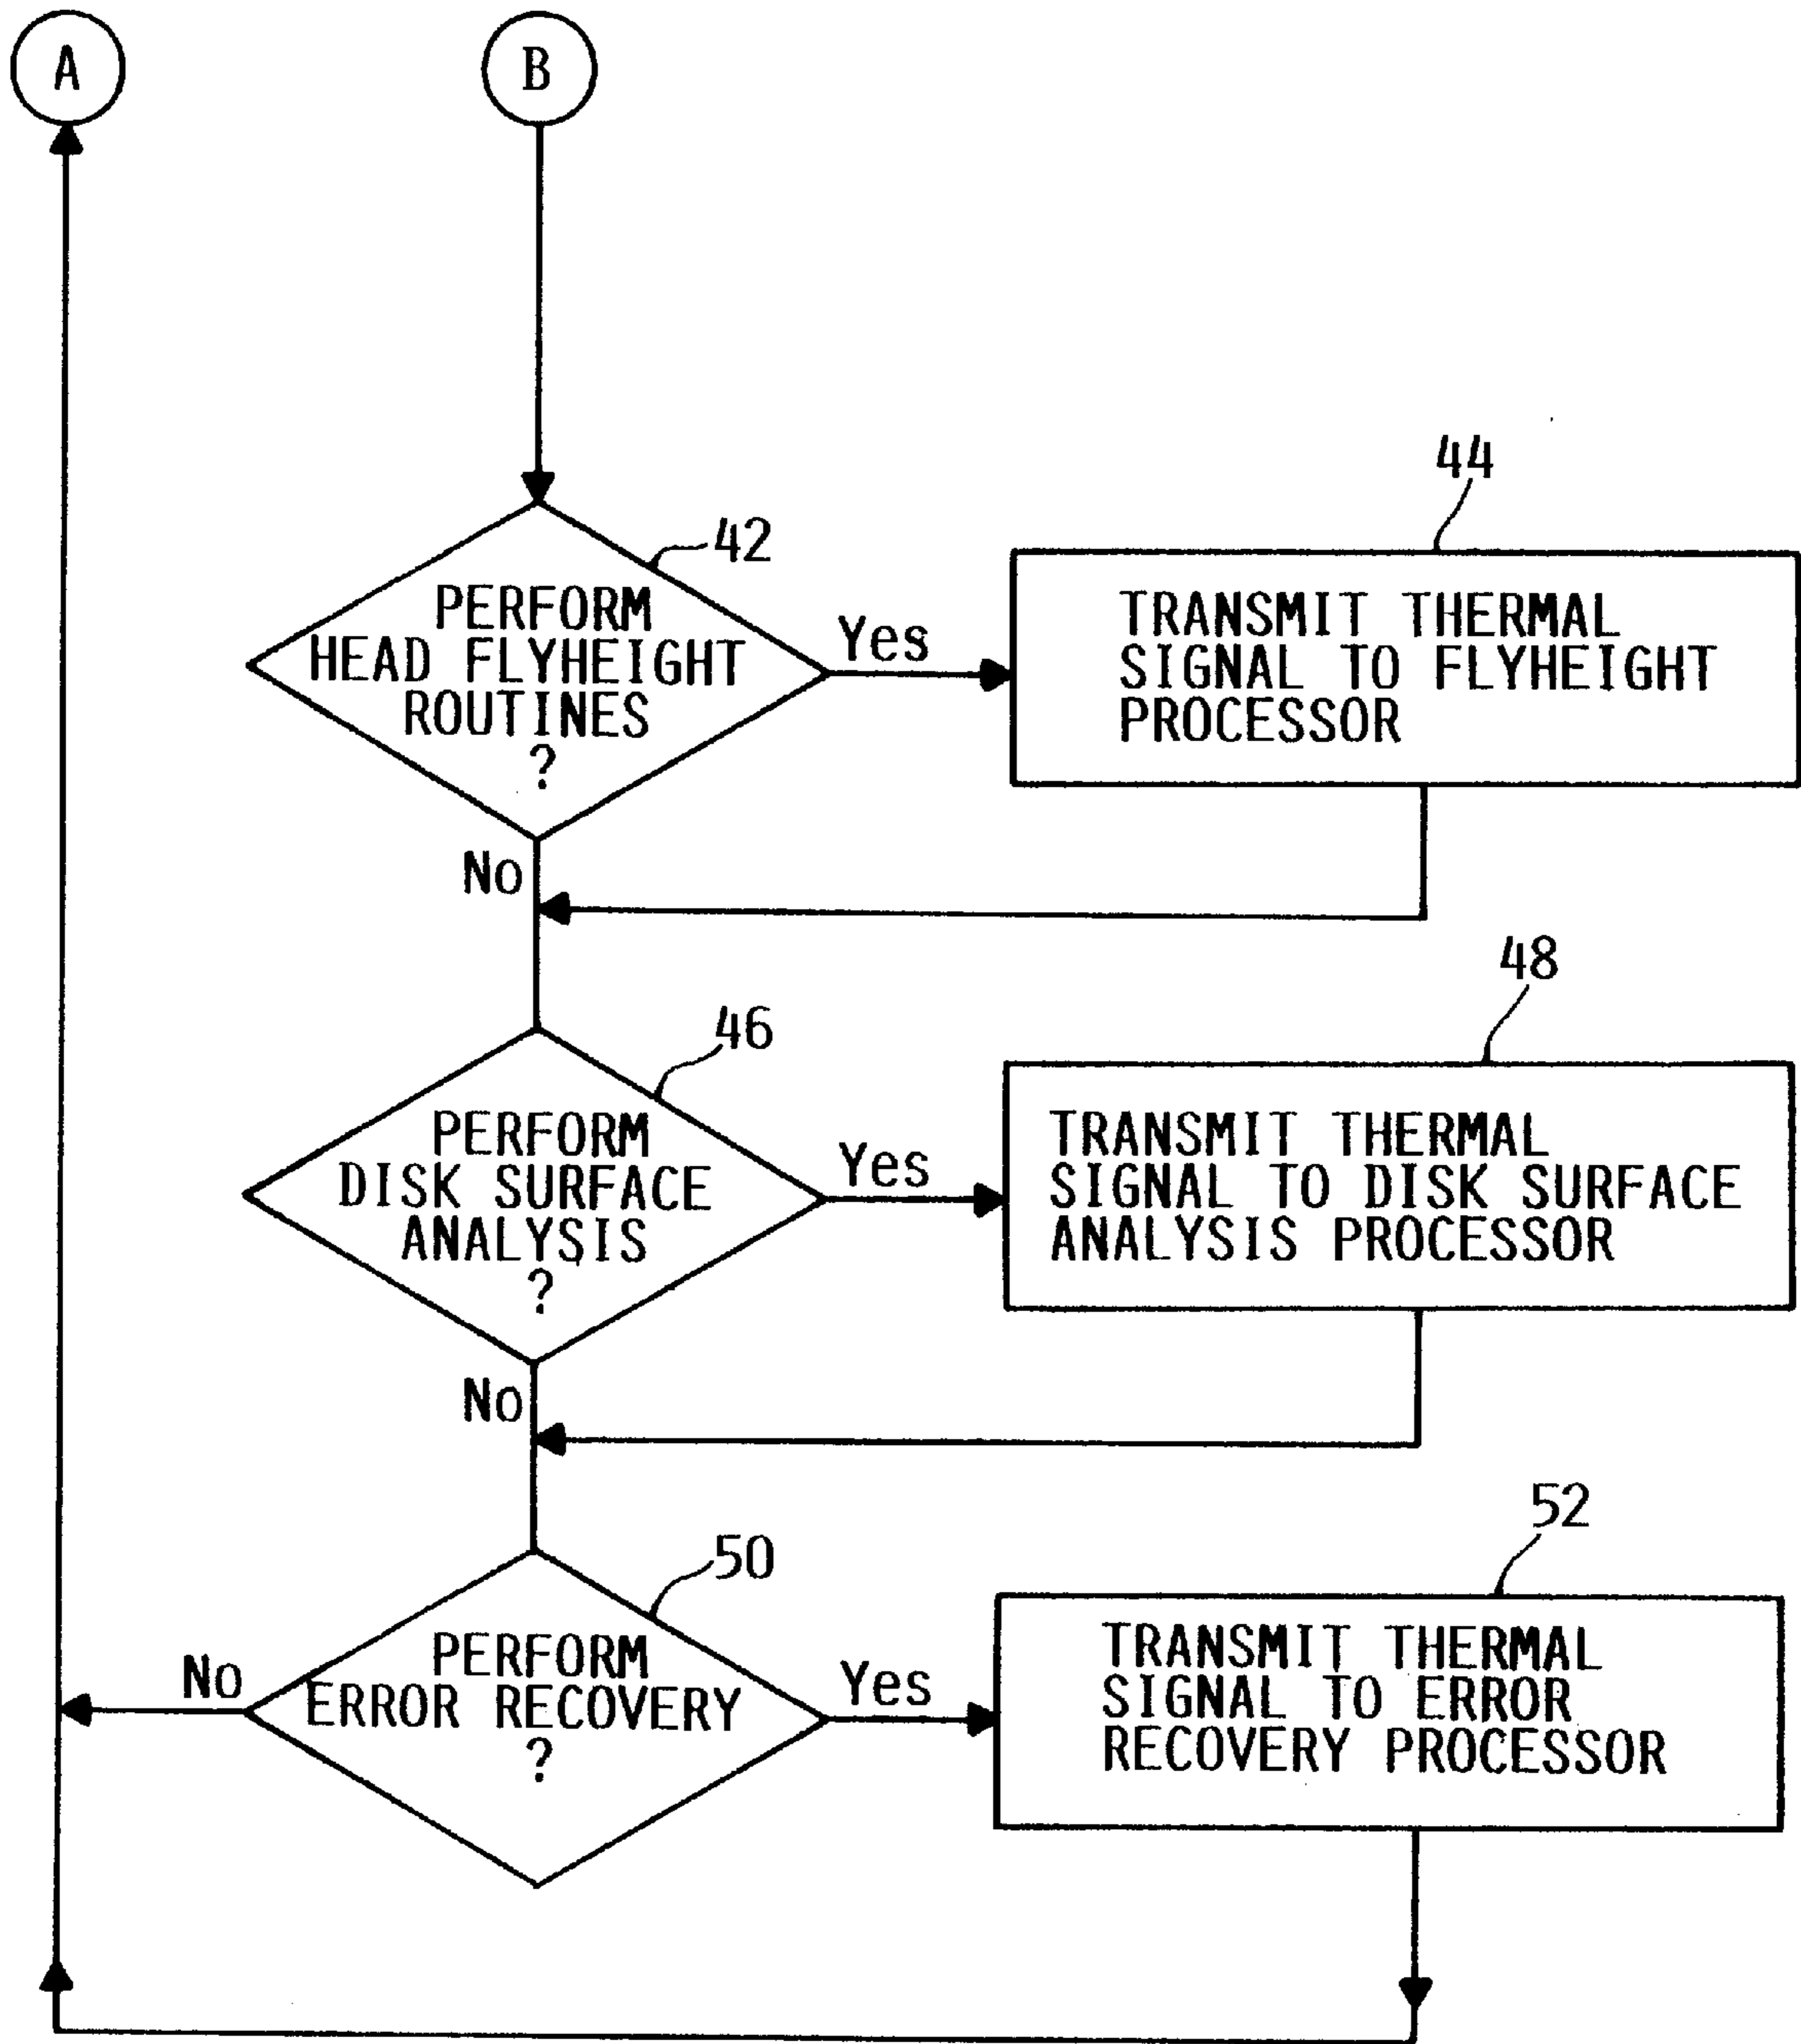 A
B
42
PERFORM
HEAD FLYHEIGHT
ROUTINES
?
Yes
44
TRANSMIT THERMAL
SIGNAL TO FLYHEIGHT
PROCESSOR
No
46
PERFORM
DISK SURFACE
ANALYSIS
?
Yes
48
TRANSMIT THERMAL
SIGNAL TO DISK SURFACE
ANALYSIS PROCESSOR
No
50
PERFORM
ERROR RECOVERY
?
No
Yes
52
TRANSMIT THERMAL
SIGNAL TO ERROR
RECOVERY PROCESSOR